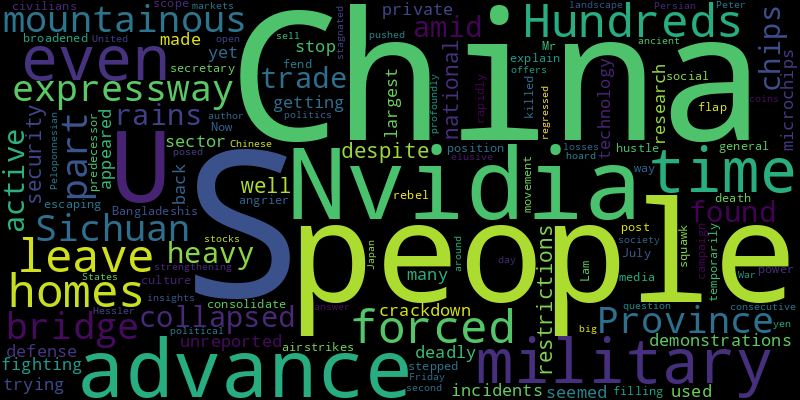 civilians
scope
markets
landscape
Persian
Peter
mountainous
broadened
United
private
open
amid
Hundreds
China
made
yet
stop
pushed
stagnated
Mr
explain
ancient
chips
even
secretary
fend
sell
offers
expressway
trade
getting
largest
profoundly
national
rapidly
killed
regressed
technology
research
social
flap
coins
microchips
active
security
Paloponnesian
part
predecessor
appeared
rains
author
Now
politics
sector
Chinese
posed
back
despite
position
losses
hoard
elusive
hustle
way
general
time
U
S
Nvidia
well
rebel
movement
death
found
escaping
Bangladeshis
angrier
Sichuan
people
leave
heavy
stocks
strengthening
culture
insights
States
homes
Hessler
consolidate
Japan
many
around
day
restrictions
post
society
July
media
Lam
squawk
campaign
temporarily
War
power
bridge
collapsed
unreported
political
answer
crackdown
forced
big
Province
question
consecutive
yen
demonstrations
defense
airstrikes
deadly
fighting
trying
advance
stepped
Friday
second
military
incidents
seemed
filling
used